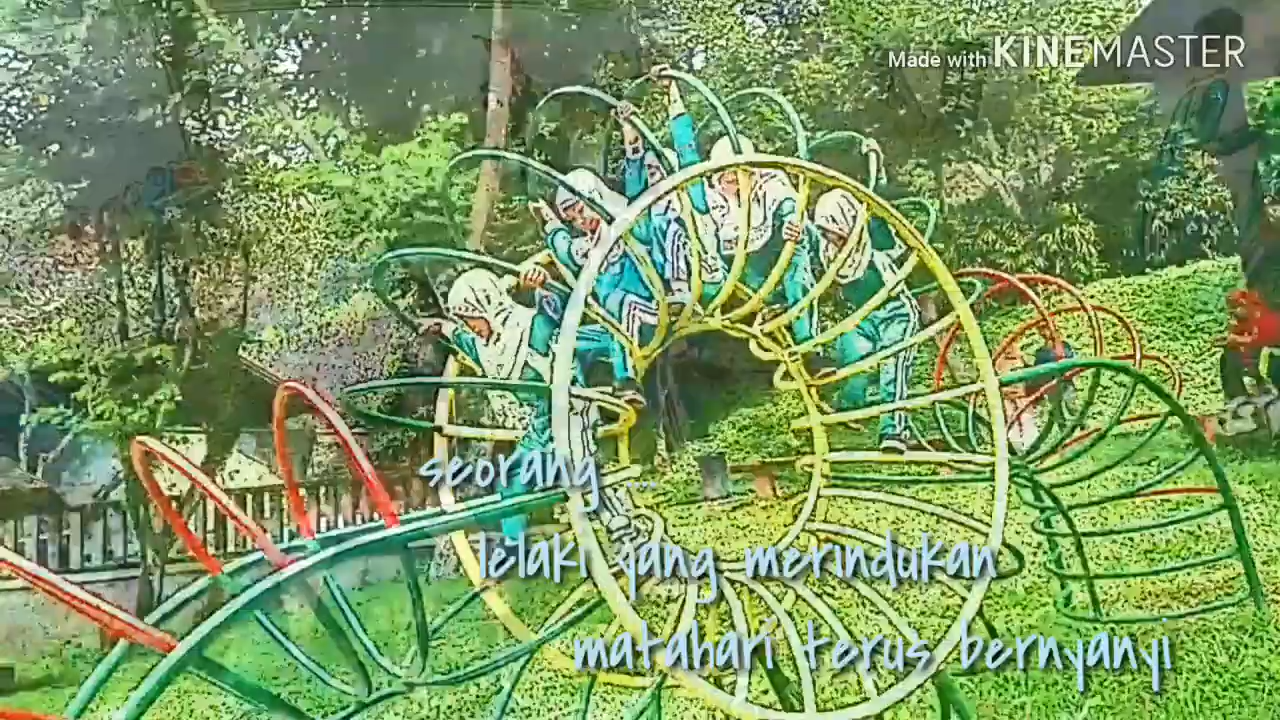 Made with KINEMASTER
seorang ...
lelaki yang merindukan
matahari terus bernyanyi